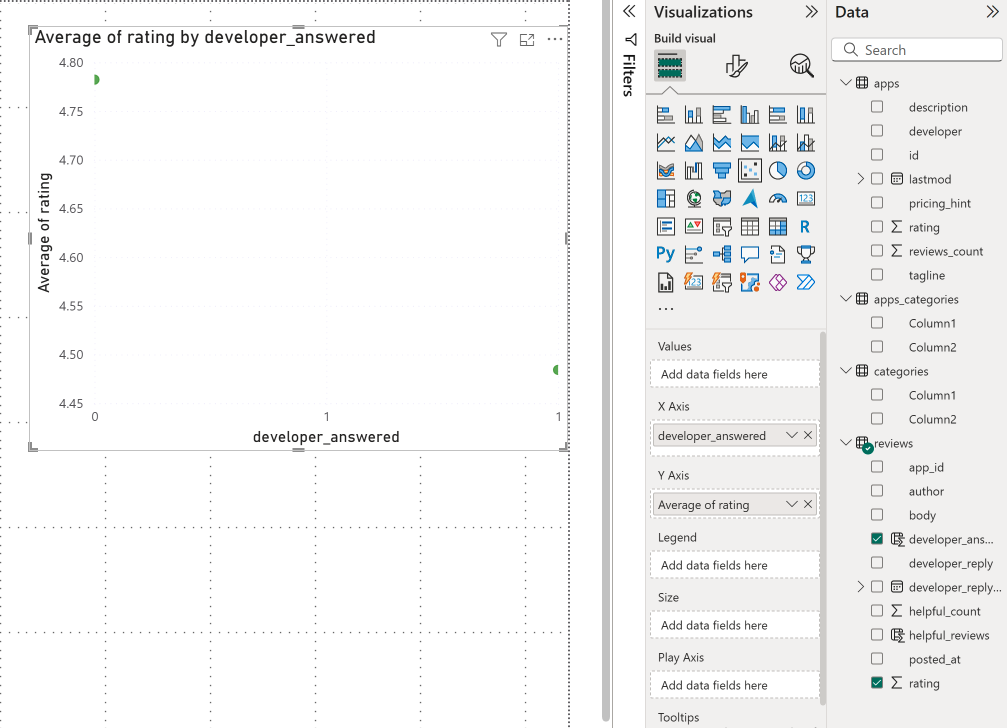 Average of rating by developer_answered
4.80
4.75
4.70
4.65
4.60
4.55
4.50
4.45
Average of rating
0
1
1
developer_answered
Filters
Visualizations
Build visual
123
R
Py
123
...
Values
Add data fields here
X Axis
developer_answered
Y Axis
Average of rating
Legend
Add data fields here
Size
Add data fields here
Play Axis
Add data fields here
Tooltips
Data
Search
apps
description
developer
id
lastmod
pricing_hint
rating
reviews_count
tagline
apps_categories
Column1
Column2
categories
Column1
Column2
reviews
app_id
author
body
developer_ans...
developer_reply
developer_reply...
helpful_count
helpful_reviews
posted_at
rating